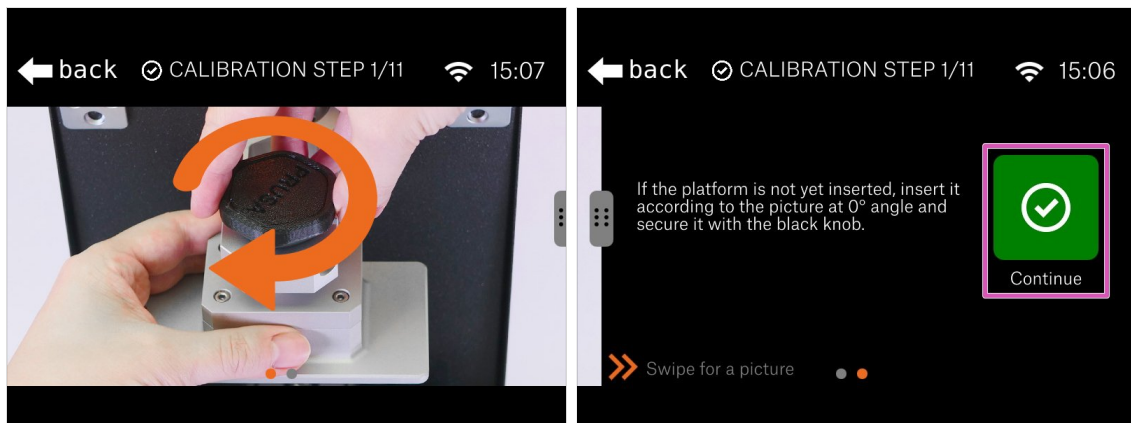 back CALIBRATION STEP 1/11 15:07
PRUSA
back CALIBRATION STEP 1/11 15:06
If the platform is not yet inserted, insert it
according to the picture at 0° angle and
secure it with the black knob.
Continue
Swipe for a picture